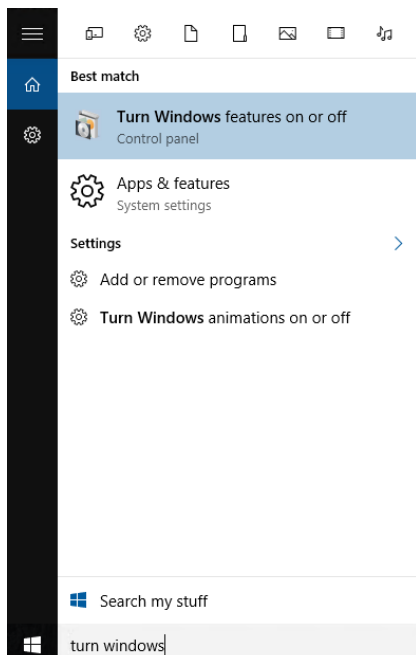 Best match
Turn Windows features on or off
Control panel
Apps & features
System settings
Settings
Add or remove programs
Turn Windows animations on or off
Search my stuff
turn windows